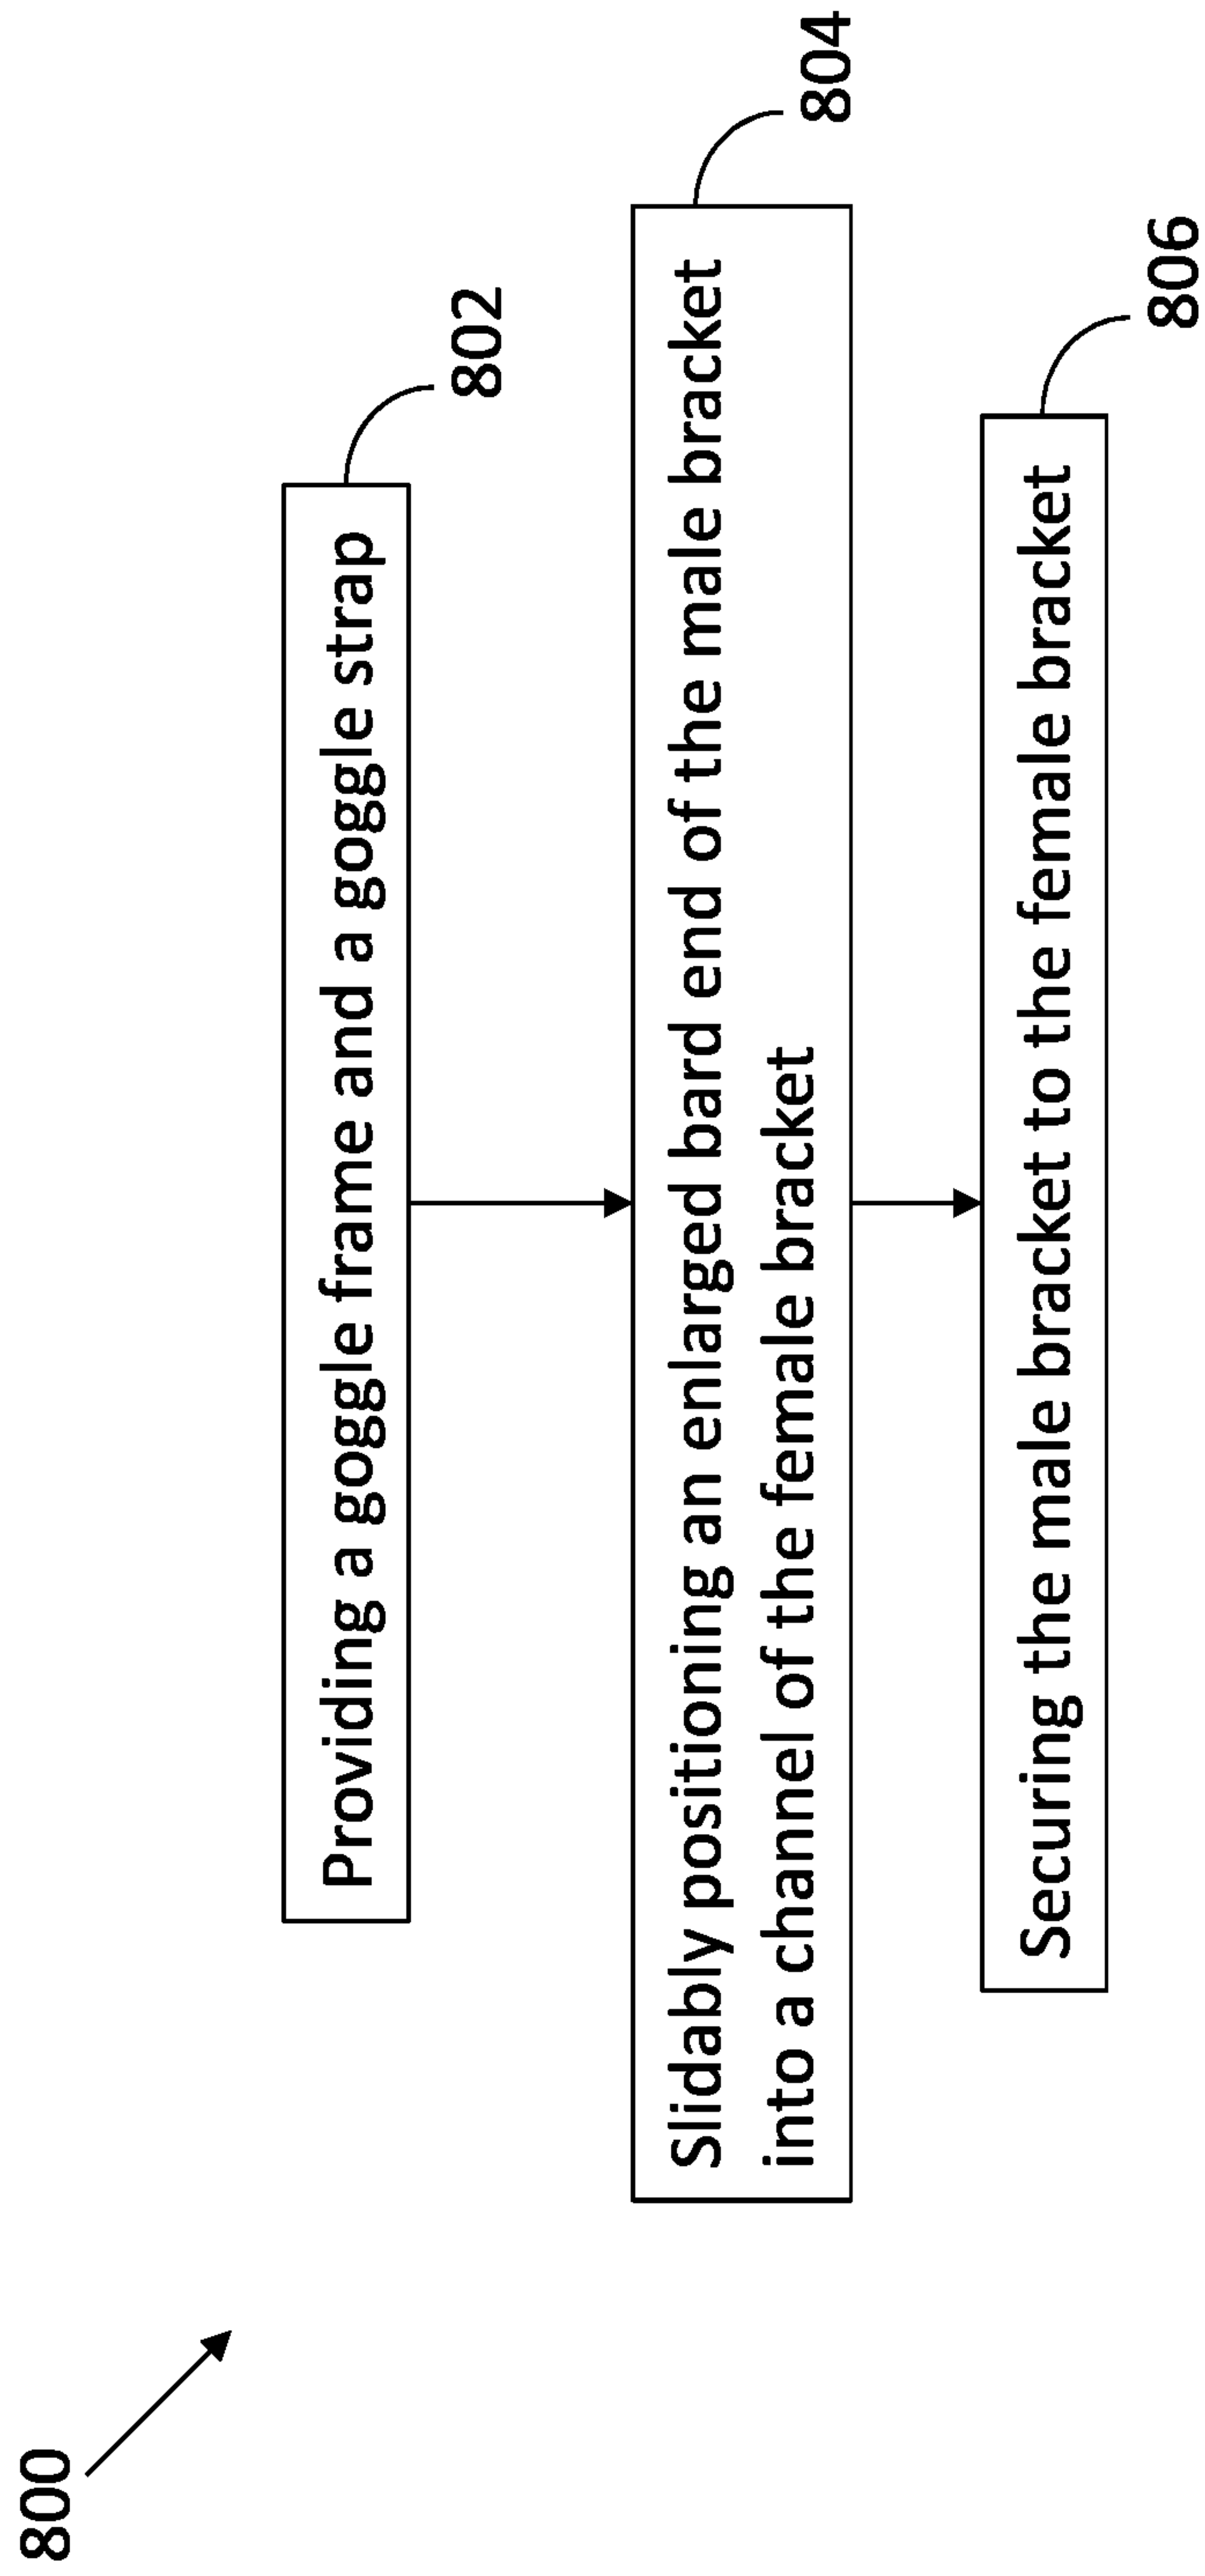 800
Providing a goggle frame and a goggle strap
802
Slidably positioning an enlarged bard end of the male bracket
into a channel of the female bracket
804
Securing the male bracket to the female bracket
806